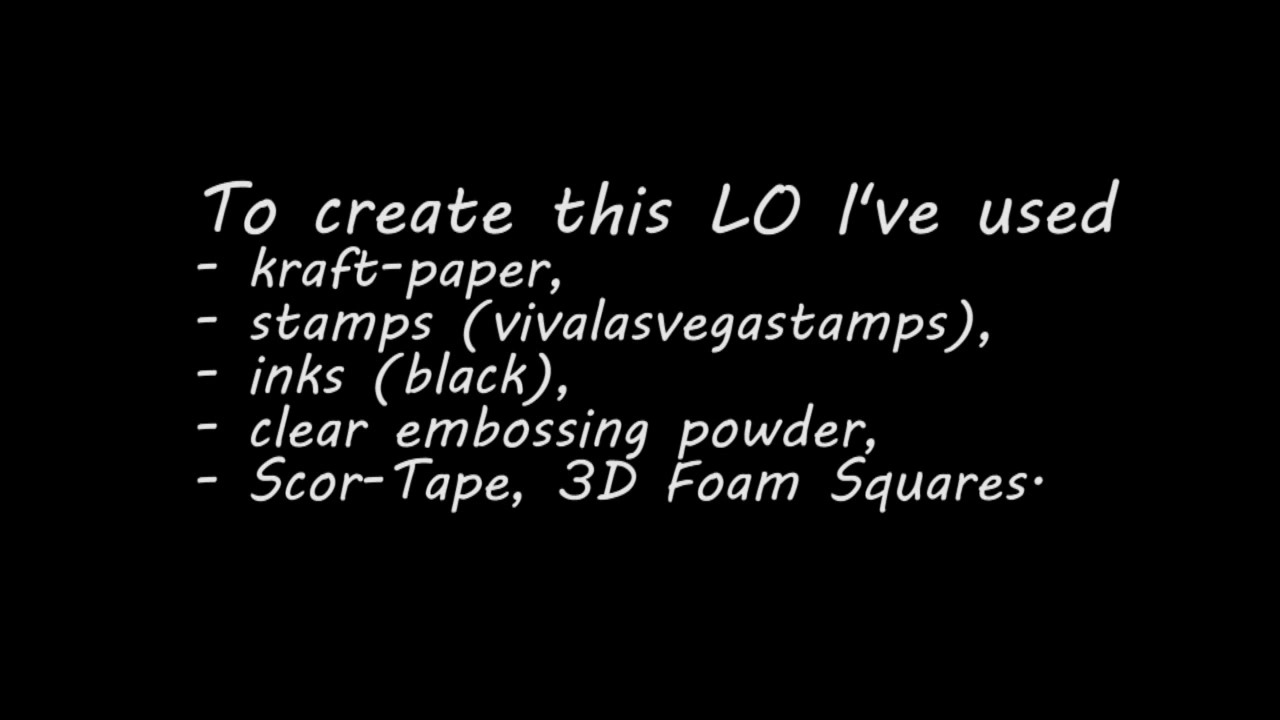 To create this LO I've used
- kraft-paper,
- stamps (vivalasvegastamps),
- inks (black),
- clear embossing powder,
- Scor-Tape, 3D Foam Squares.